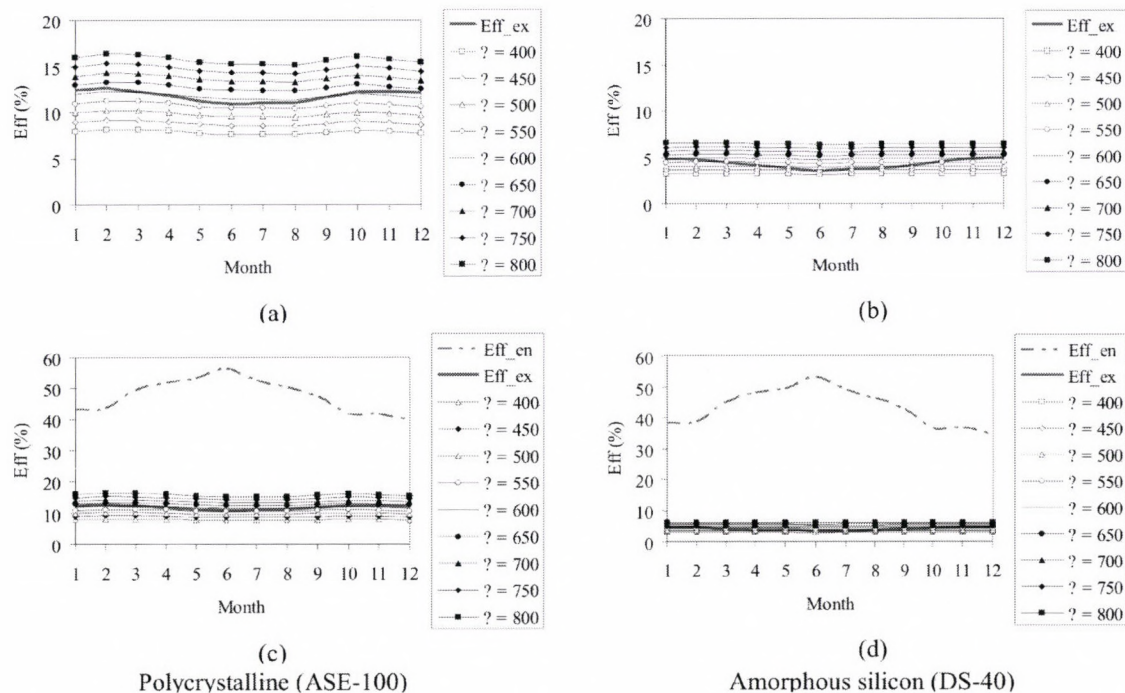 20
15
10
5
0
Eff (%)
1 2 3 4 5 6 7 8 9 10 11 12
Month
Eff_ex
? = 400
? = 450
? = 500
? = 550
? = 600
? = 650
? = 700
? = 750
? = 800
(a)
20
15
10
5
0
Eff (%)
1 2 3 4 5 6 7 8 9 10 11 12
Month
Eff_ex
? = 400
? = 450
? = 500
? = 550
? = 600
? = 650
? = 700
? = 750
? = 800
(b)
60
50
40
30
20
10
0
Eff (%)
1 2 3 4 5 6 7 8 9 10 11 12
Month
Eff_en
Eff_ex
? = 400
? = 450
? = 500
? = 550
? = 600
? = 650
? = 700
? = 750
? = 800
(c)
Polycrystalline (ASE-100)
60
50
40
30
20
10
0
Eff (%)
1 2 3 4 5 6 7 8 9 10 11 12
Month
Eff_en
Eff_ex
? = 400
? = 450
? = 500
? = 550
? = 600
? = 650
? = 700
? = 750
? = 800
(d)
Amorphous silicon (DS-40)